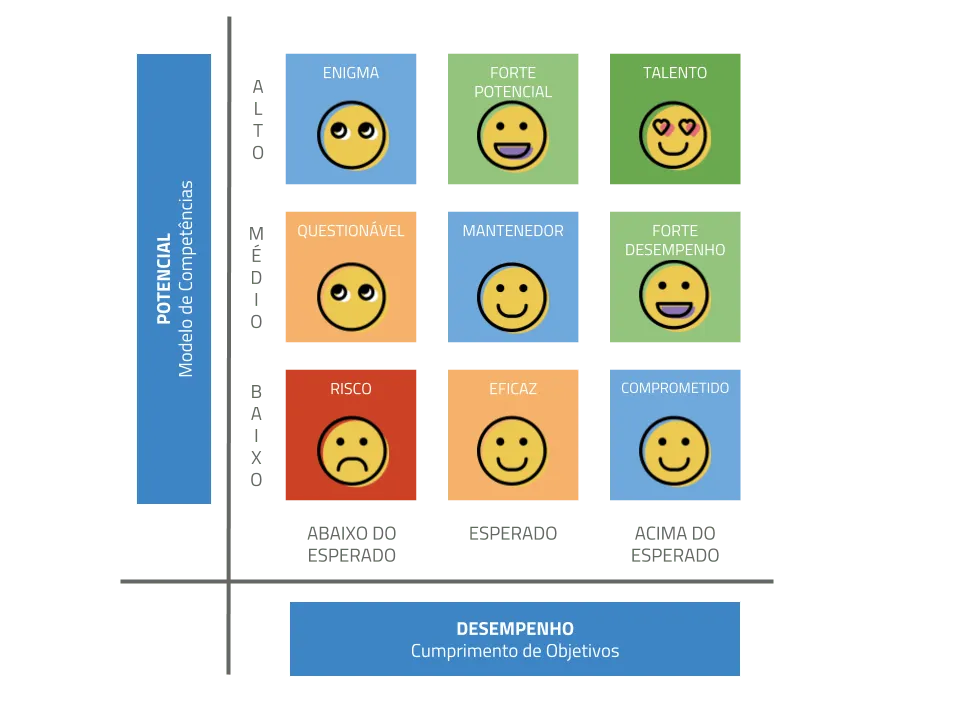 POTENCIAL
Modelo de Competências
ALTO
ENIGMA
FORTE
POTENCIAL
TALENTO
MÉDIO
QUESTIONÁVEL
MANTENEDOR
FORTE
DESEMPENHO
BAIXO
RISCO
EFICAZ
COMPROMETIDO
ABAIXO DO
ESPERADO
ESPERADO
ACIMA DO
ESPERADO
DESEMPENHO
Cumprimento de Objetivos